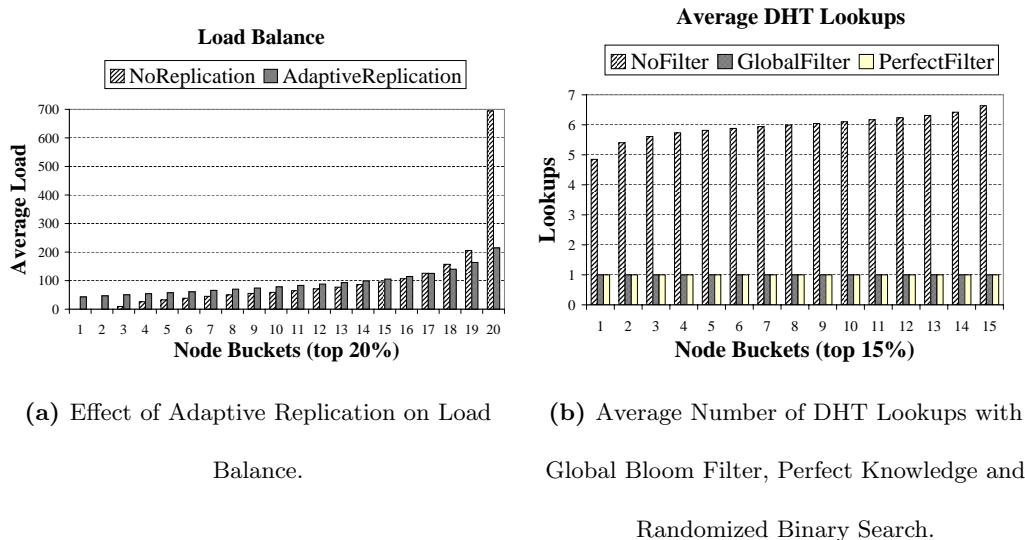 Load Balance
NoReplication AdaptiveReplication
Average Load
700
600
500
400
300
200
100
0
1 2 3 4 5 6 7 8 9 10 11 12 13 14 15 16 17 18 19 20
Node Buckets (top 20%)
(a) Effect of Adaptive Replication on Load
Balance.
Average DHT Lookups
NoFilter GlobalFilter PerfectFilter
Lookups
7
6
5
4
3
2
1
0
1 2 3 4 5 6 7 8 9 10 11 12 13 14 15
Node Buckets (top 15%)
(b) Average Number of DHT Lookups with
Global Bloom Filter, Perfect Knowledge and
Randomized Binary Search.